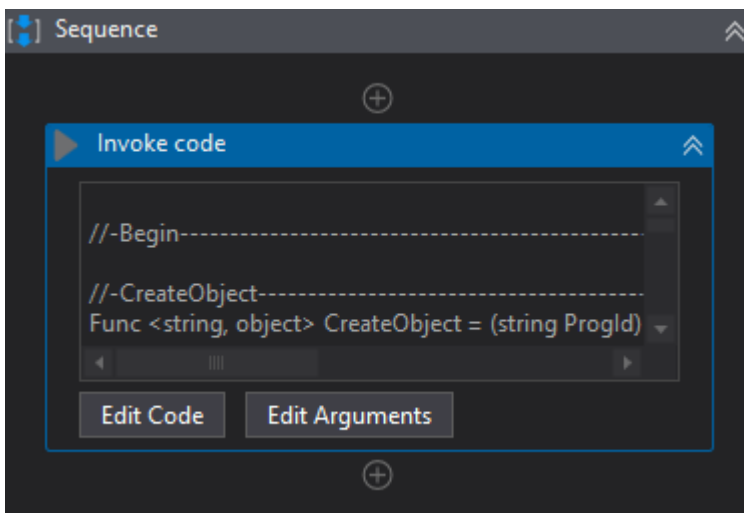 Sequence
Invoke code
//-Begin-----------------------------------------------
//-CreateObject---------------------------------------
Func <string, object> CreateObject = (string ProgId)
Edit Code
Edit Arguments